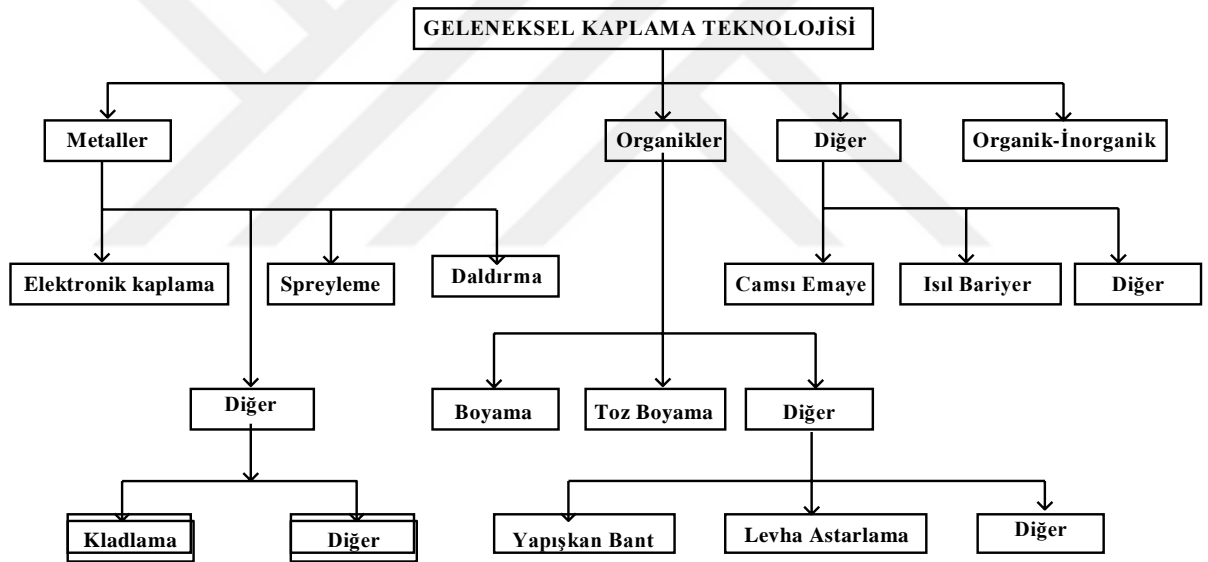 GELENEKSEL KAPLAMA TEKNOLOJİSİ
Metaller
Organikler
Diğer
Organik-İnorganik
Elektronik kaplama
Spreyleme
Daldırma
Camsı Emaye
Isıl Bariyer
Diğer
Diğer
Boyama
Toz Boyama
Diğer
Kladlama
Diğer
Yapışkan Bant
Levha Astarlama
Diğer